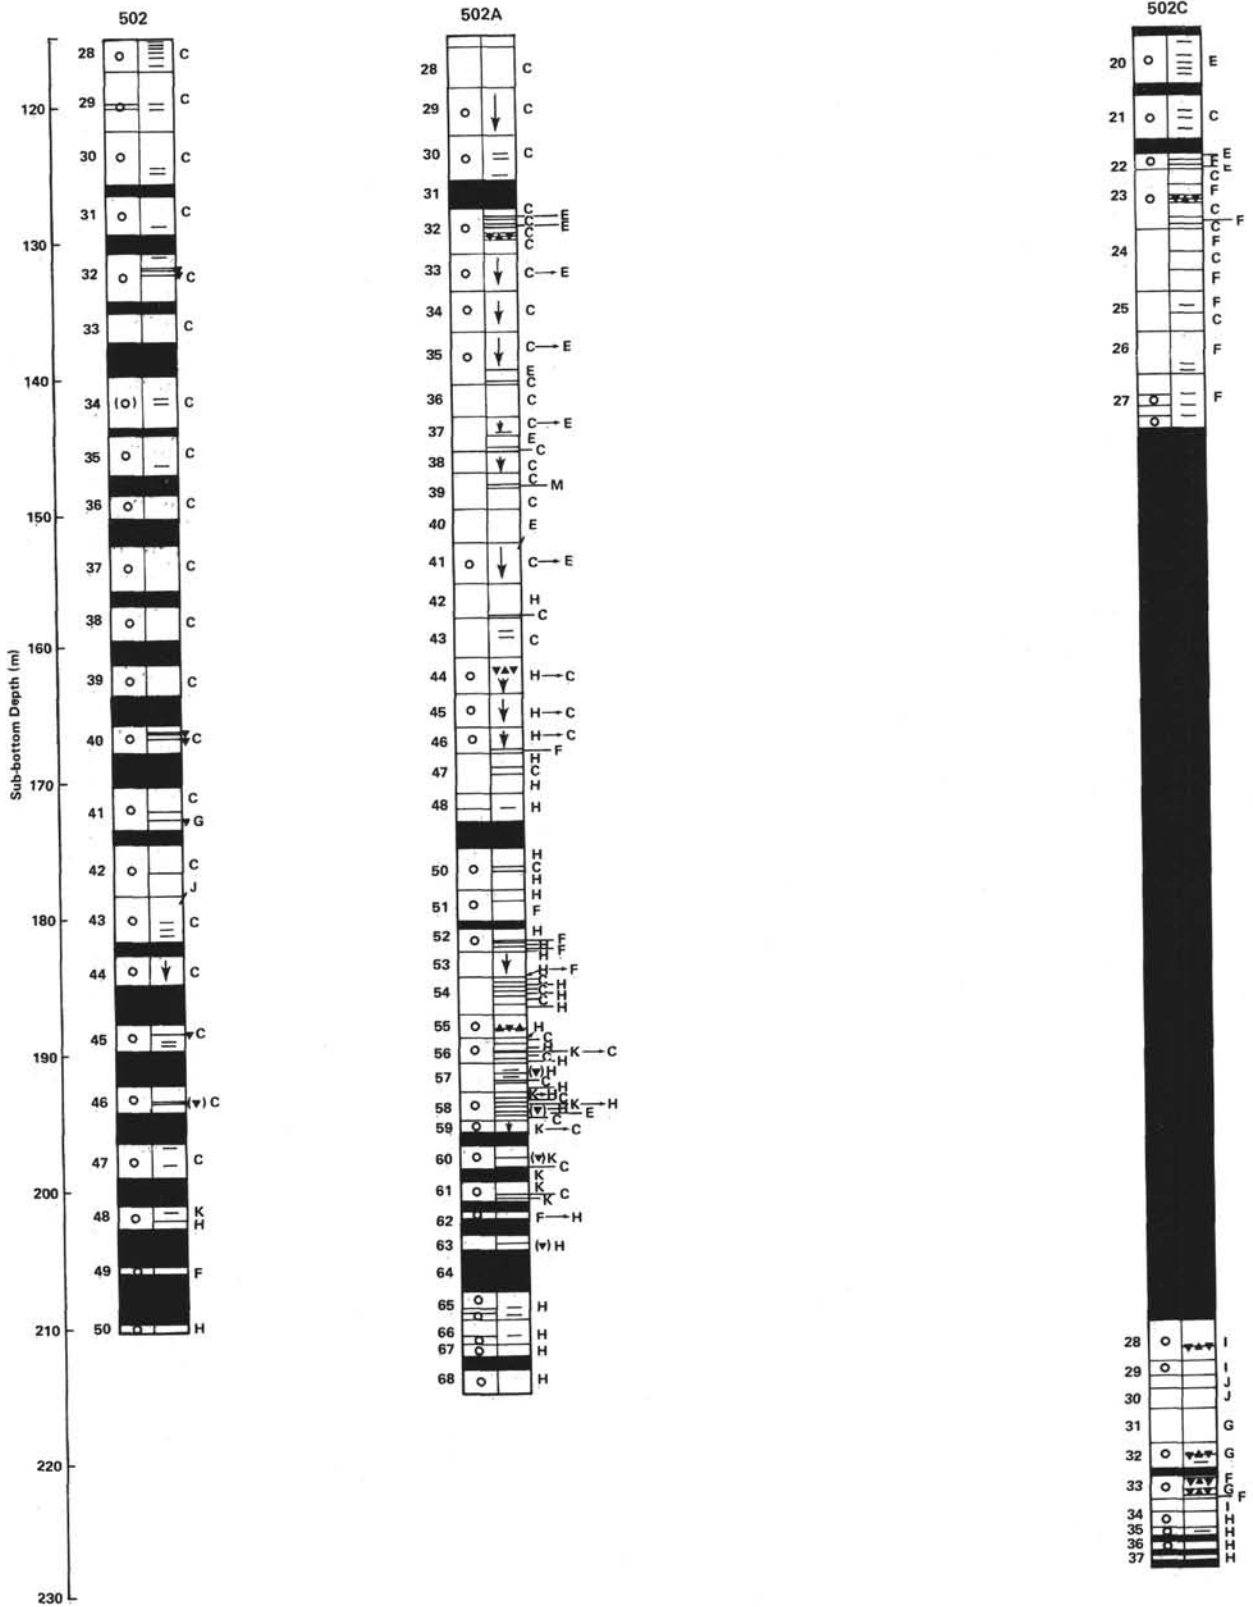 502
502A
502C
Sub-bottom Depth (m)
120
130
140
150
160
170
180
190
200
210
220
230
28 C
29 C
30 C
31 C
32 C
33 C
34 (o) C
35 C
36 C
37 C
38 C
39 C
40 C
41 C
G
42 C
J
43 C
44 C
45 C
46 (▼) C
47 C
48 K
H
49 F
50 H
28 C
29 C
30 C
31
32 C E
C E
C
C
33 C→E
34 C
35 C→E
E
36 C
C
37 C→E
E
C
38 C
39 C
M
C
40 E
41 C→E
42 H
C
43 C
44 H→C
45 H→C
46 H→C
F
47 H
C
H
48 H
50 H
C
H
51 H
F
52 H
F
H
F
53 H
H→F
54 C
H
C
H
C
H
55 H
C
56 H
K→C
C
H
57 (▼) H
C
H
58 K→H
C
K→H
(▼) H
E
C
59 K→C
60 (▼) K
C
K
61 K
C
K
62 F→H
63 (▼) H
64
65 H
66 H
67 H
68 H
20 E
21 C
22 E
F
E
23 C
F
C
F
C
24 F
C
F
25 F
C
26 F
27 F
28 I
29 I
J
30 J
31 G
32 G
33 F
G
F
34 I
H
35 H
36 H
37 H